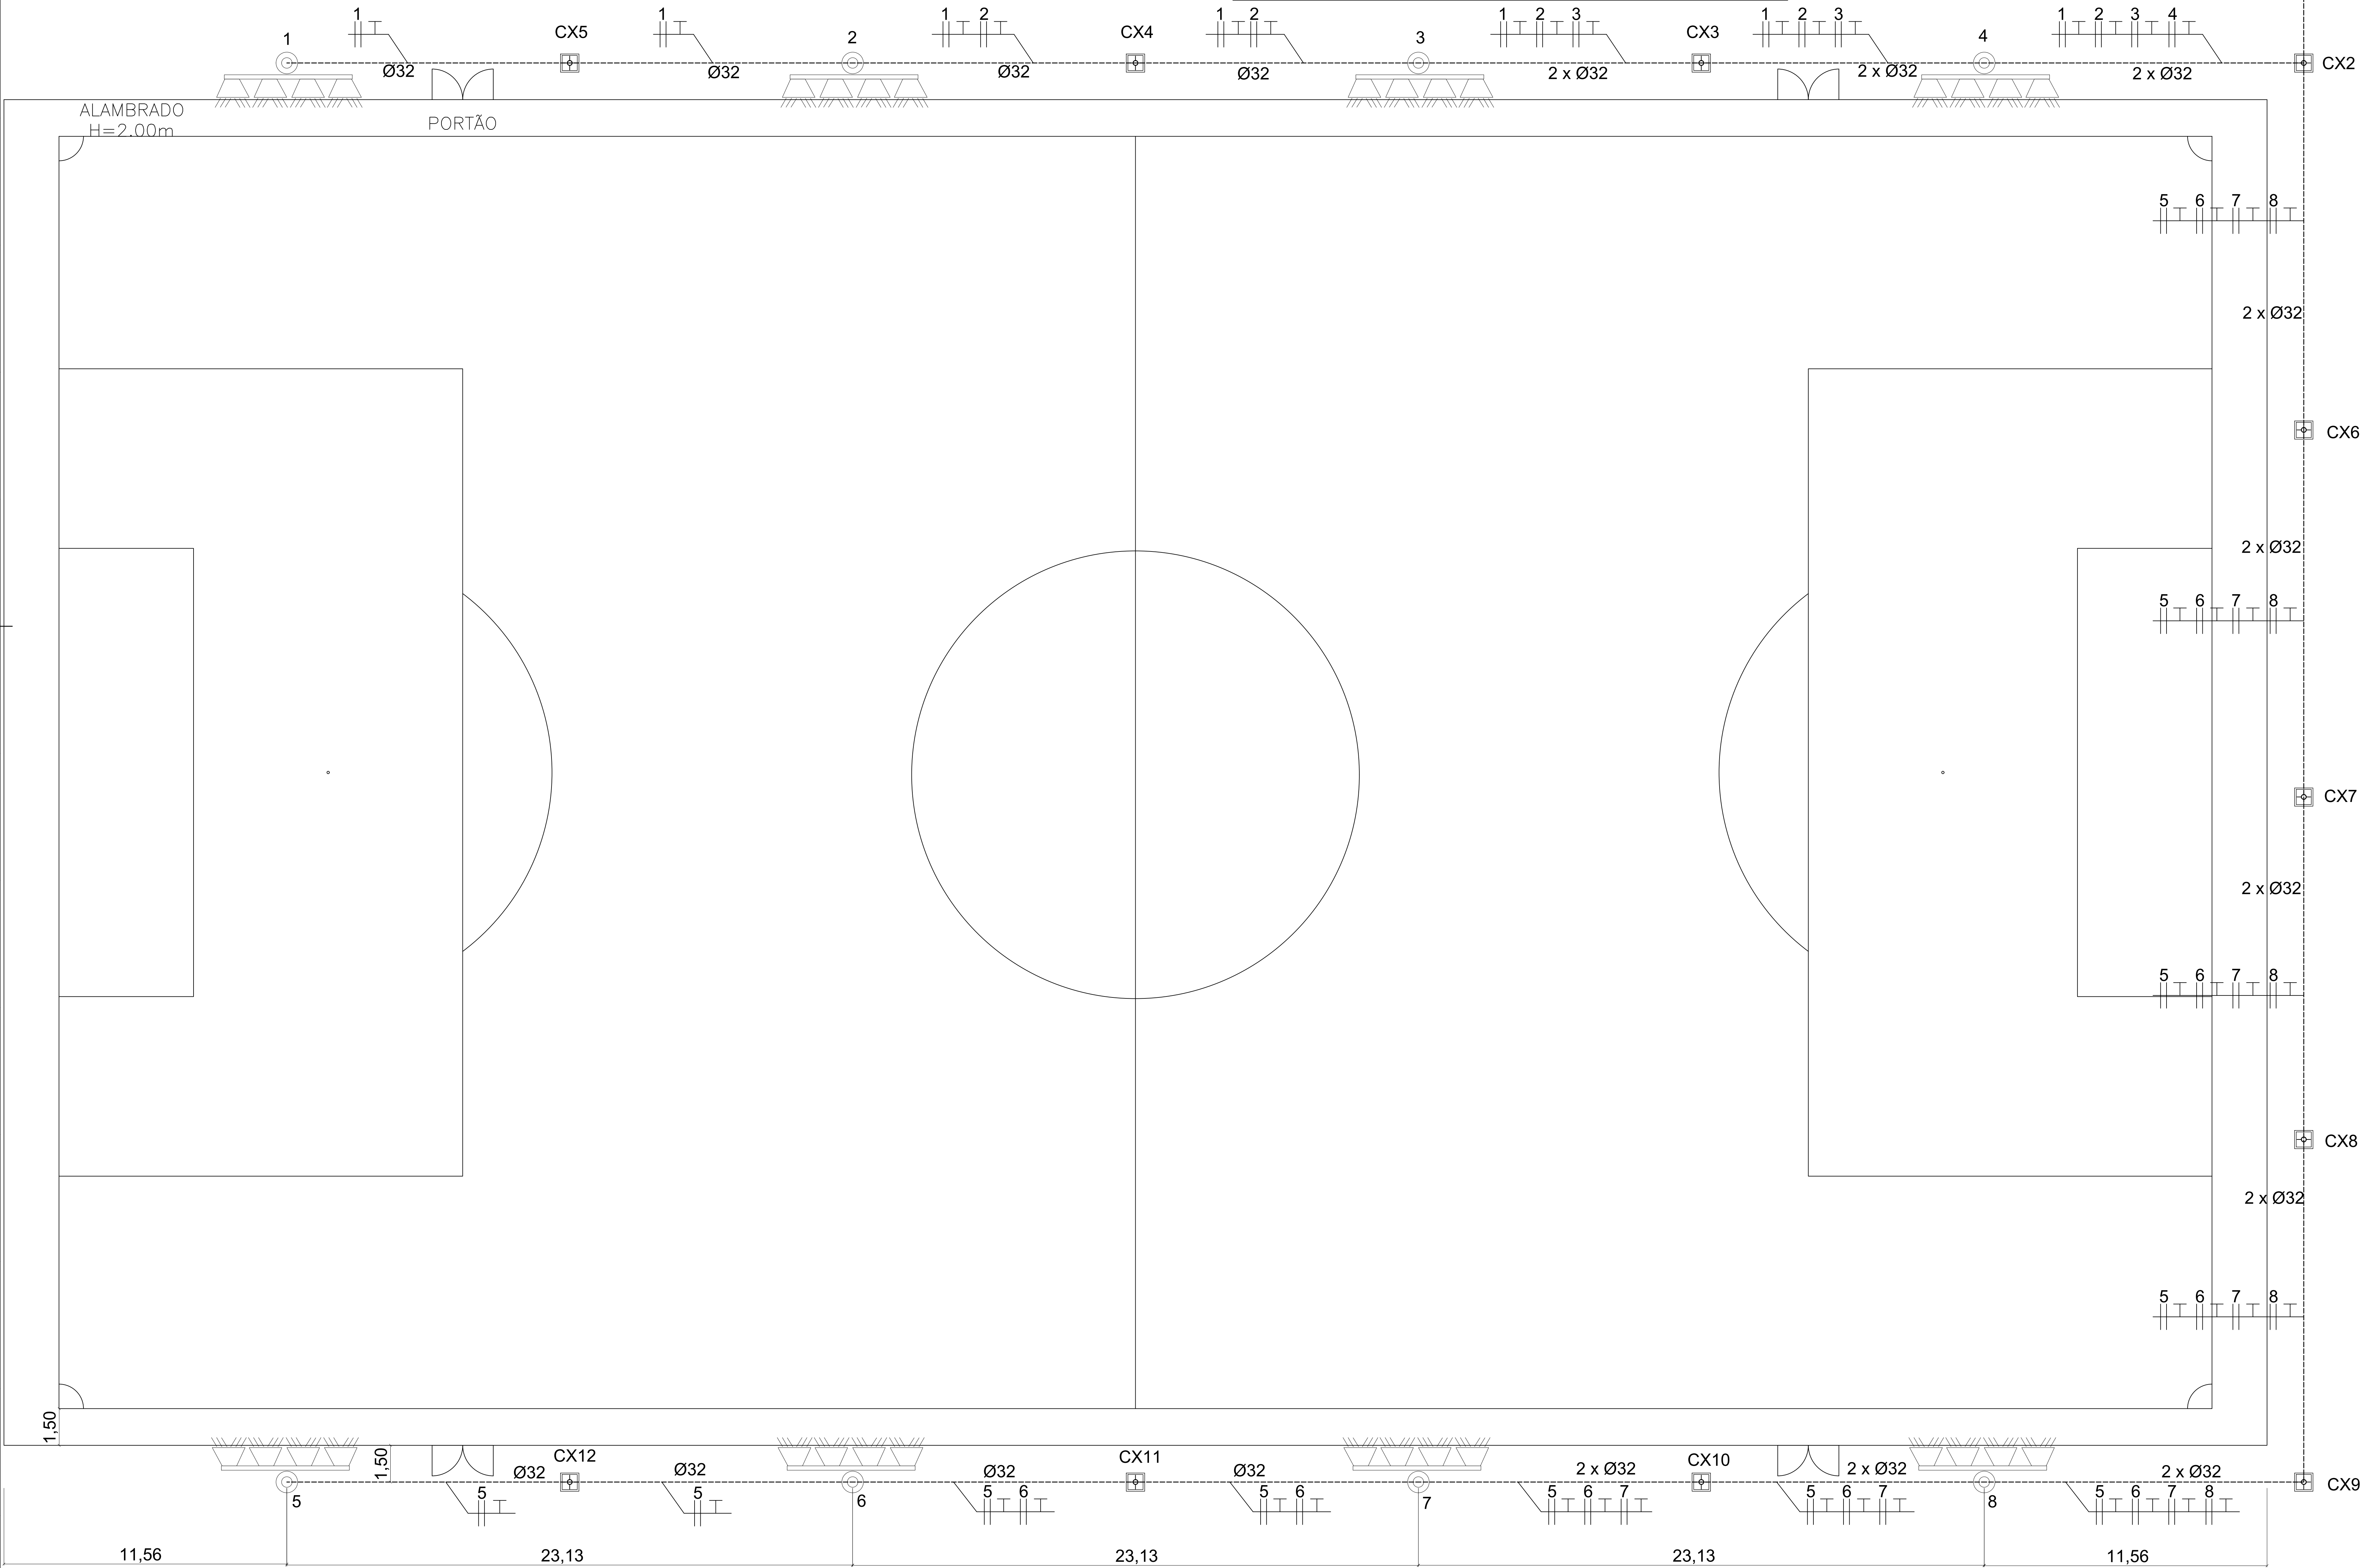 1 1 1 2 1 2 1 2 3 1 2 3 1 2 3 4
1 CX5 2 CX4 3 CX3 4 CX2
Ø32 Ø32 Ø32 Ø32 2 x Ø32 2 x Ø32 2 x Ø32
ALAMBRADO
H=2.00m
PORTÃO
5 6 7 8
2 x Ø32
CX6
2 x Ø32
5 6 7 8
CX7
2 x Ø32
5 6 7 8
CX8
2 x Ø32
5 6 7 8
1,50
1,50
CX12 CX11 CX10
Ø32 Ø32 Ø32 Ø32 2 x Ø32 2 x Ø32 2 x Ø32
CX9
5 5 5 6 6 5 6 7 5 6 7 5 6 7 8 5 6 7 8
11,56 23,13 23,13 23,13 11,56